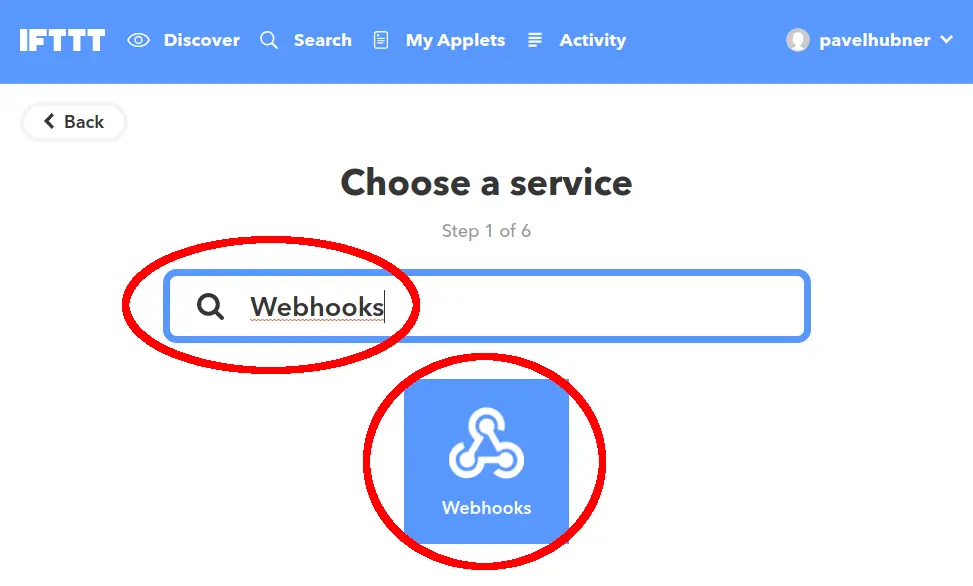 IFTTT Discover Search My Applets Activity pavelhubner
Back
Choose a service
Step 1 of 6
Webhooks
Webhooks